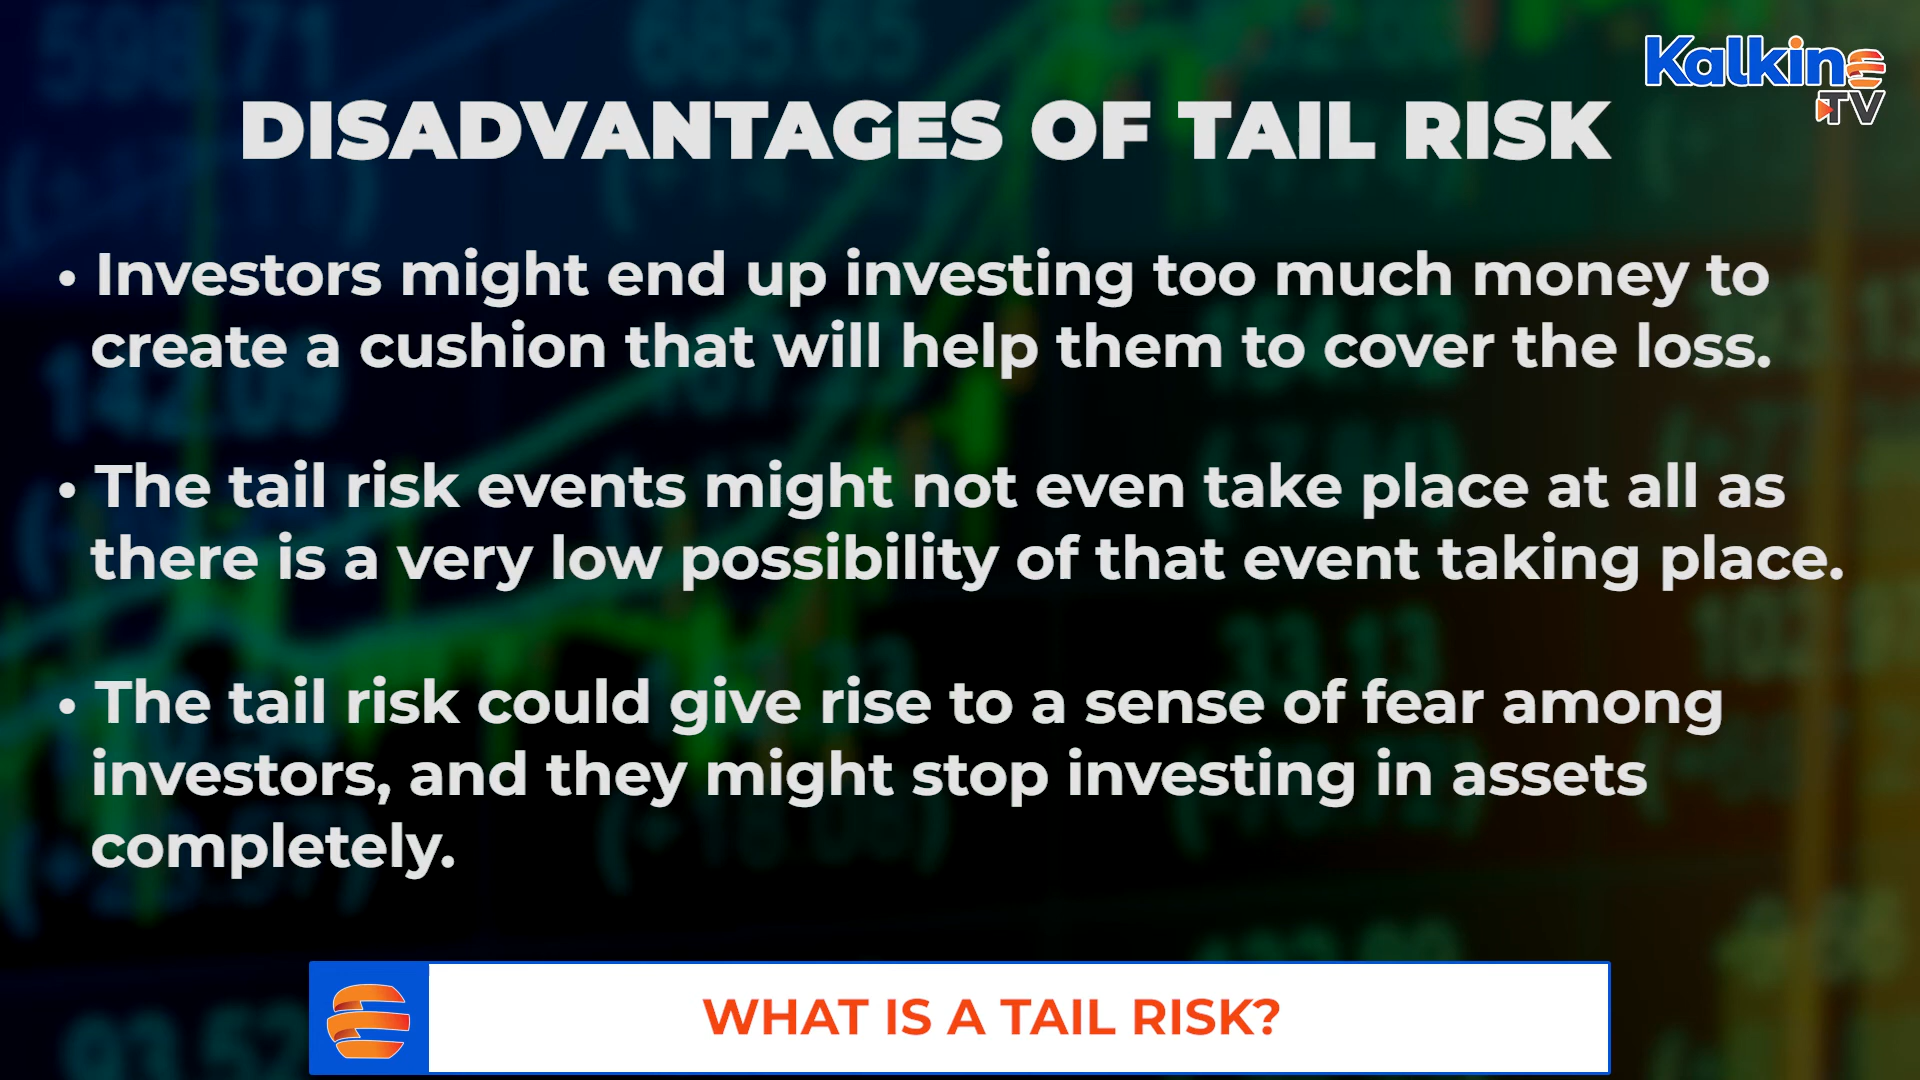 Kalkine
TV
DISADVANTAGES OF TAIL RISK
• Investors might end up investing too much money to
create a cushion that will help them to cover the loss.
• The tail risk events might not even take place at all as
there is a very low possibility of that event taking place.
• The tail risk could give rise to a sense of fear among
investors, and they might stop investing in assets
completely.
WHAT IS A TAIL RISK?